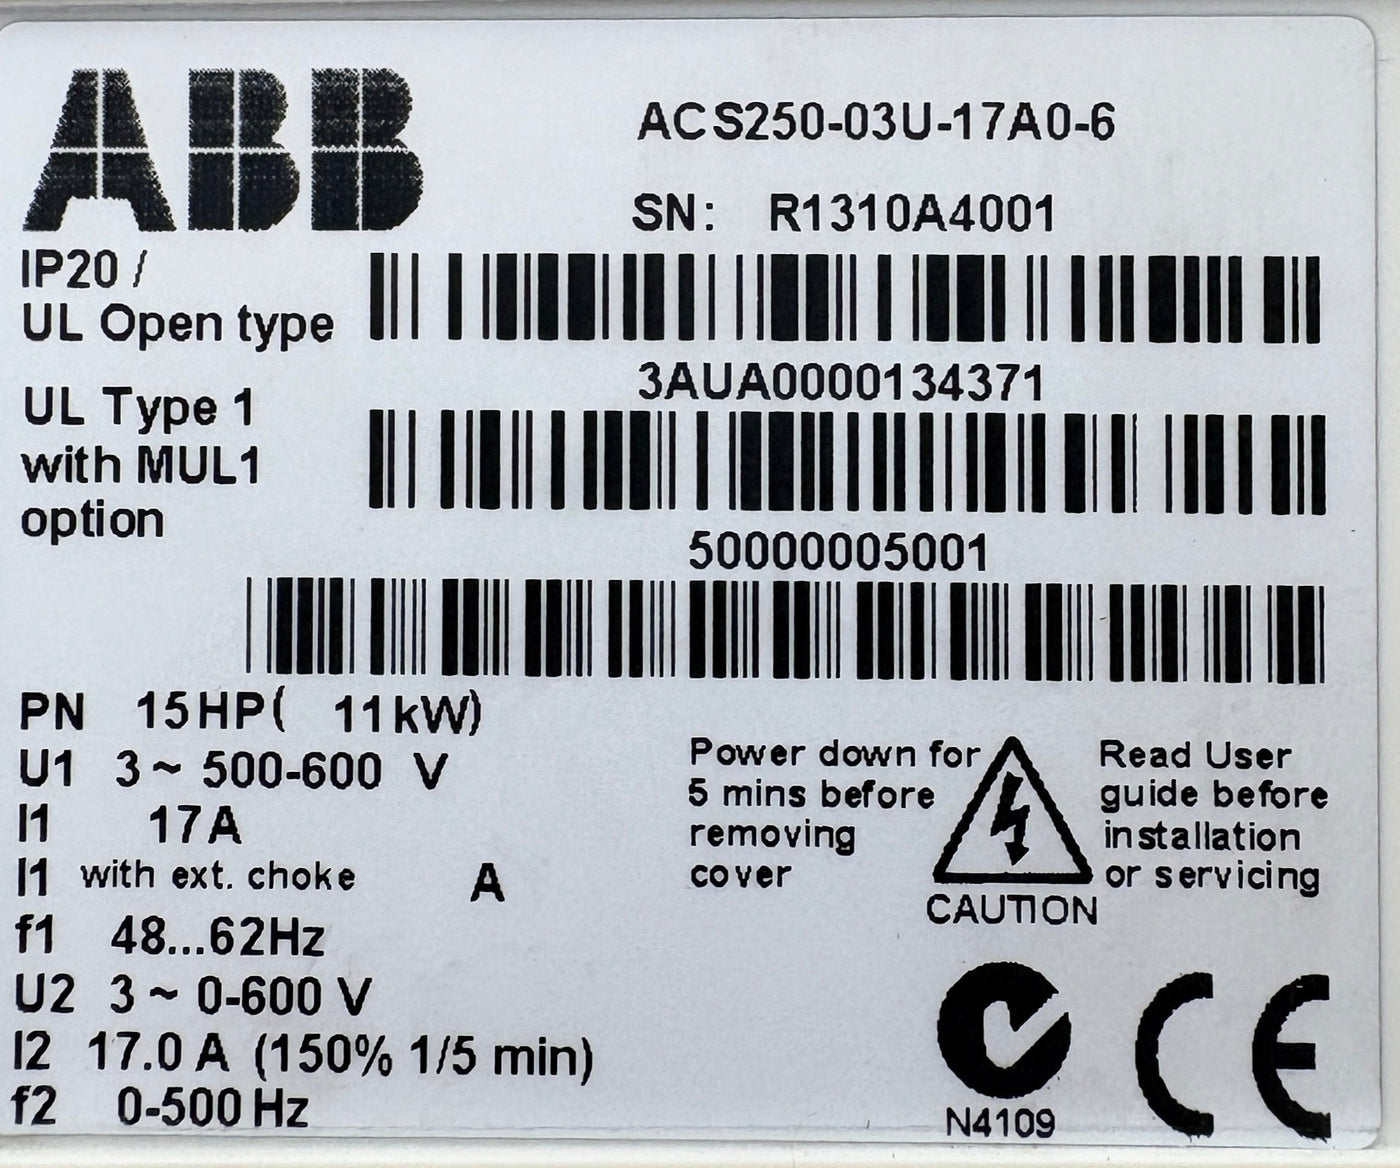 ABB
ACS250-03U-17A0-6
SN: R1310A4001
IP20 /
UL Open type
3AUA0000134371
UL Type 1
with MUL1
option
50000005001
PN 15HP( 11kW)
U1 3~ 500-600 V
I1 17A
I1 with ext. choke A
f1 48...62Hz
U2 3 ~ 0-600 V
I2 17.0 A (150% 1/5 min)
f2 0-500 Hz
Power down for
5 mins before
removing
cover
CAUTION
Read User
guide before
installation
or servicing
N4109
CE